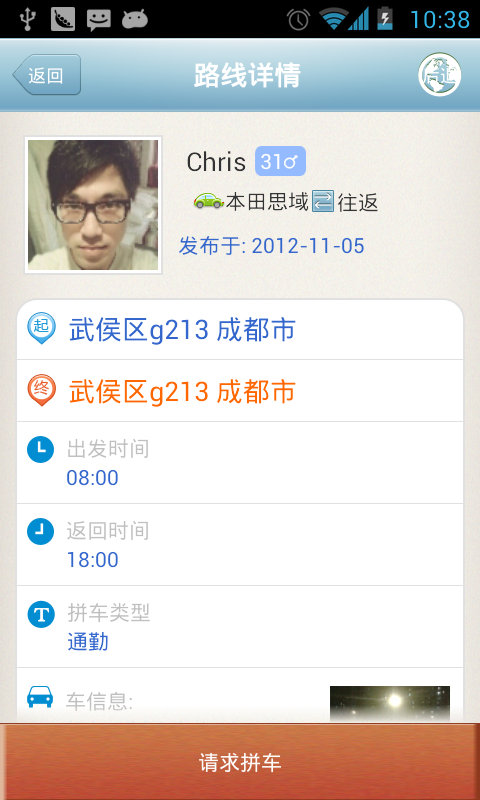 10:38
返回
路线详情
Chris 31♂
本田思域 往返
发布于: 2012-11-05
起 武侯区g213 成都市
终 武侯区g213 成都市
出发时间
08:00
返回时间
18:00
T 拼车类型
通勤
车信息:
请求拼车